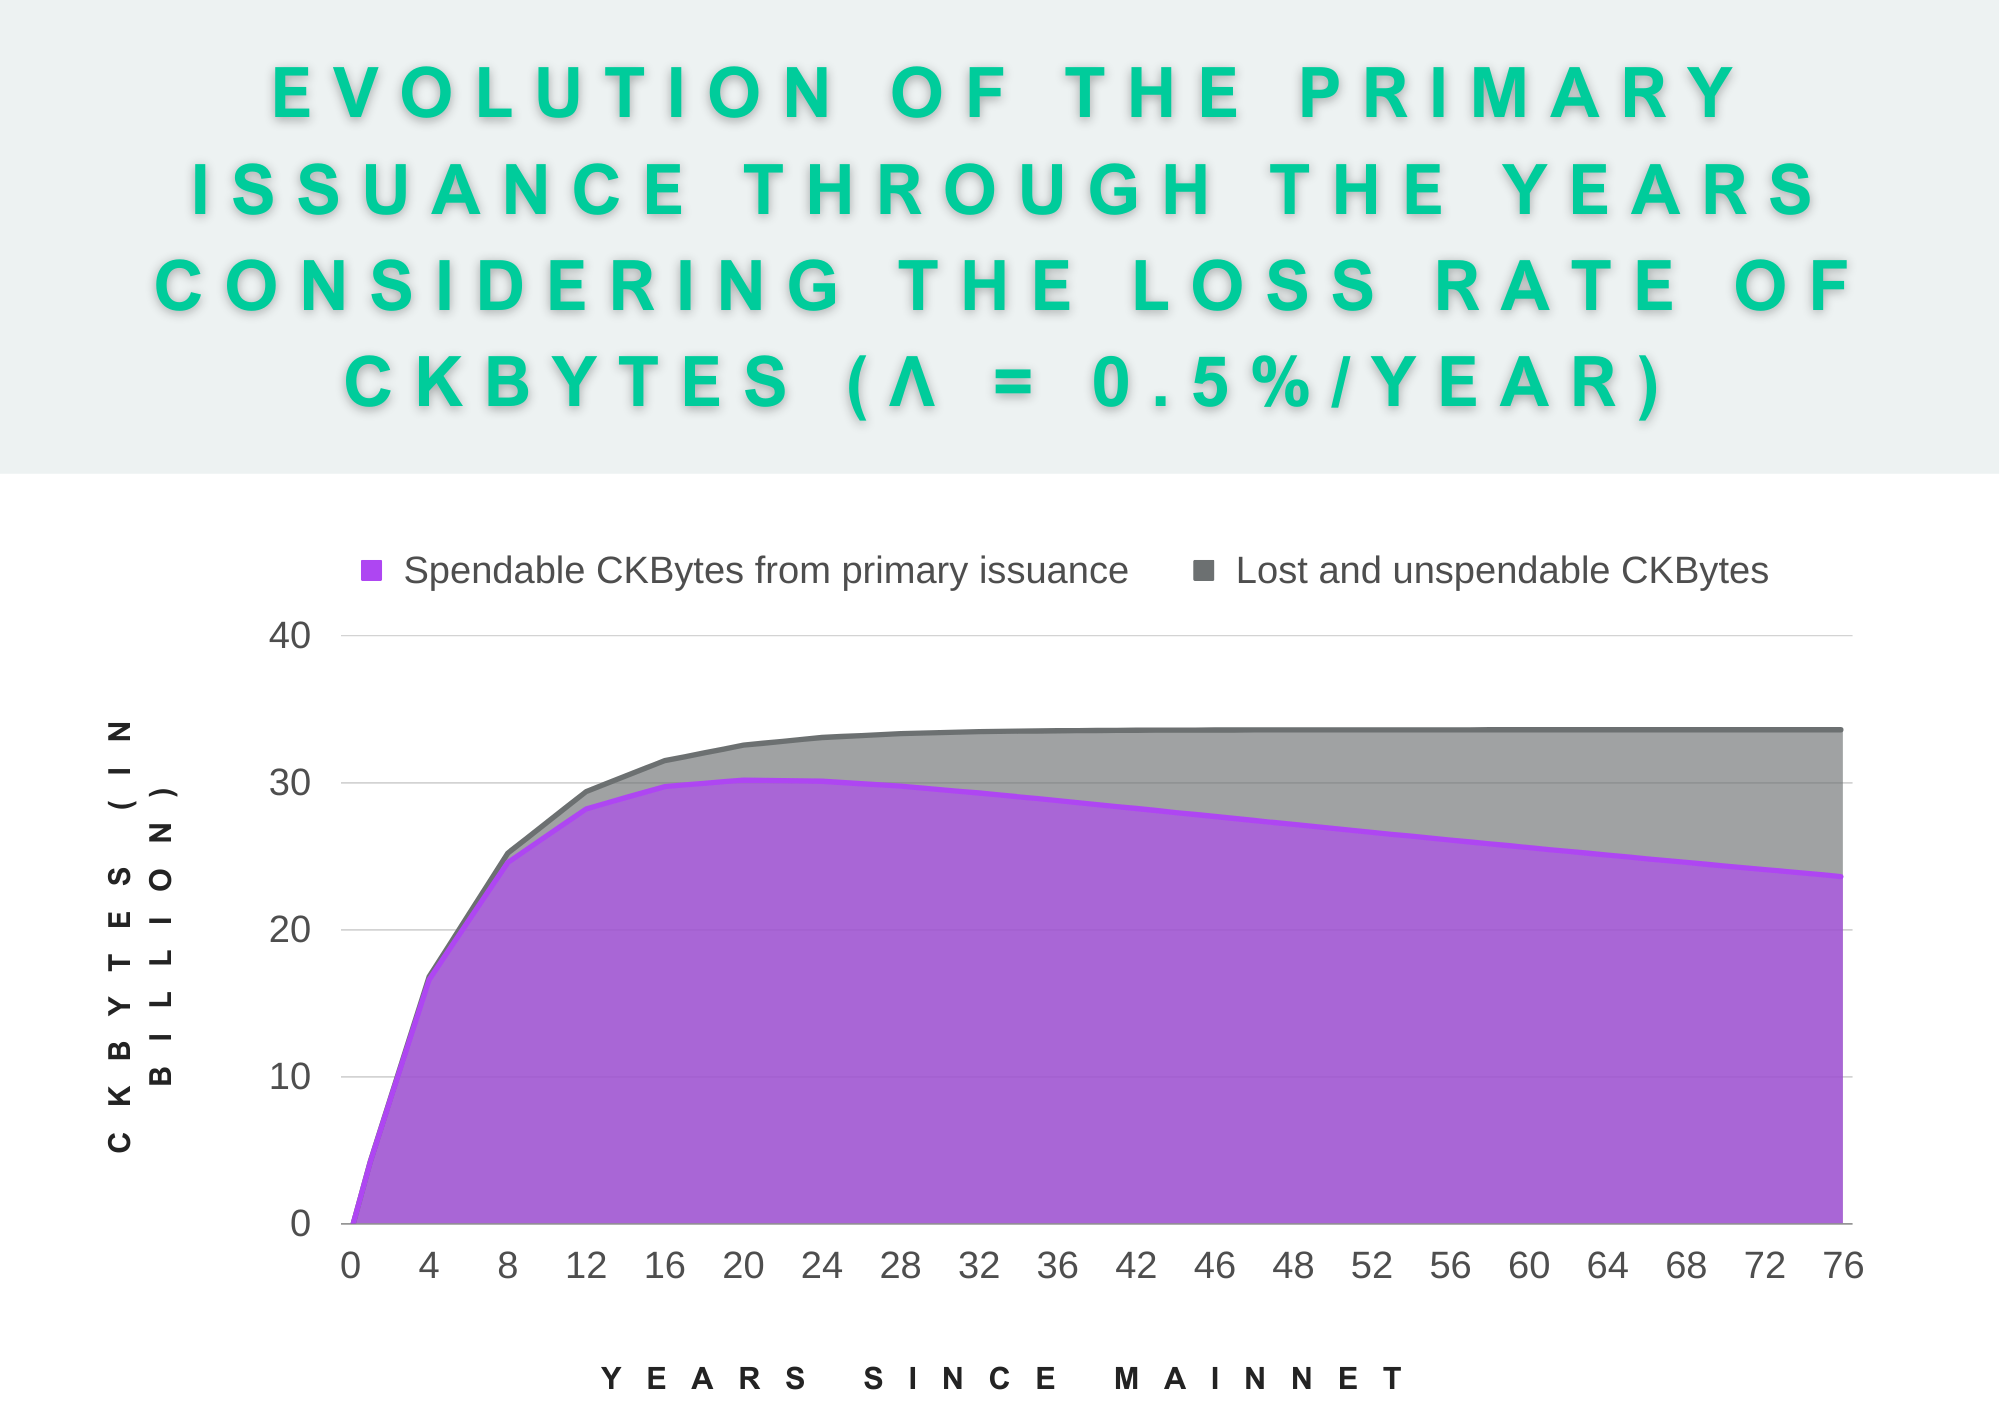 EVOLUTION OF THE PRIMARY
ISSUANCE THROUGH THE YEARS
CONSIDERING THE LOSS RATE OF
CKBYTES (Λ = 0.5%/YEAR)
Spendable CKBytes from primary issuance
Lost and unspendable CKBytes
CKBYTES (IN
BILLION)
40
30
20
10
0
0 4 8 12 16 20 24 28 32 36 42 46 48 52 56 60 64 68 72 76
YEARS SINCE MAINNET